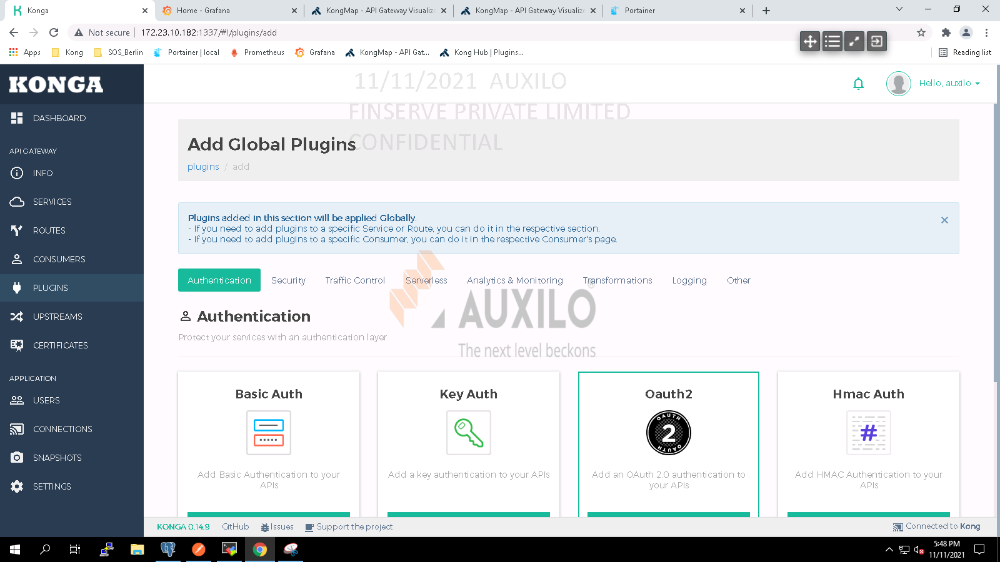 Konga
Home - Grafana
KongMap - API Gateway Visualize
KongMap - API Gateway Visualize
Portainer
Not secure
172.23.10.182:1337/#!/plugins/add
Apps
Kong
SOS_Berlin
Portainer | local
Prometheus
Grafana
KongMap - API Gat...
Kong Hub | Plugins...
Reading list
KONGA
11/11/2021 AUXILO
FINSERVE PRIVATE LIMITED
CONFIDENTIAL
Hello, auxilo
DASHBOARD
API GATEWAY
INFO
SERVICES
ROUTES
CONSUMERS
PLUGINS
UPSTREAMS
CERTIFICATES
APPLICATION
USERS
CONNECTIONS
SNAPSHOTS
SETTINGS
Add Global Plugins
plugins / add
Plugins added in this section will be applied Globally.
- If you need to add plugins to a specific Service or Route, you can do it in the respective section.
- If you need to add plugins to a specific Consumer, you can do it in the respective Consumer's page.
Authentication
Security
Traffic Control
Serverless
Analytics & Monitoring
Transformations
Logging
Other
AUXILO®
The next level beckons
Authentication
Protect your services with an authentication layer
Basic Auth
Add Basic Authentication to your
APIs
Key Auth
Add a key authentication to your APIs
Oauth2
OAUTH
2
OAUTH
Add an OAuth 2.0 authentication to
your APIs
Hmac Auth
#
Add HMAC Authentication to your
APIs
KONGA 0.14.9
GitHub
Issues
Support the project
Connected to Kong
5:48 PM
11/11/2021